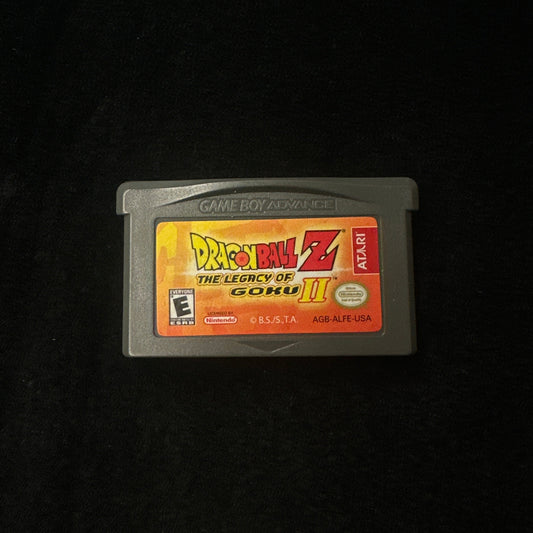 GAME BOY ADVANCE
DRAGON BALL Z
THE LEGACY OF
GOKU II
ATARI
EVERYONE
E
ESRB
LICENSED BY
Nintendo
© B.S./S.,T.A.
AGB-ALFE-USA
Nintendo